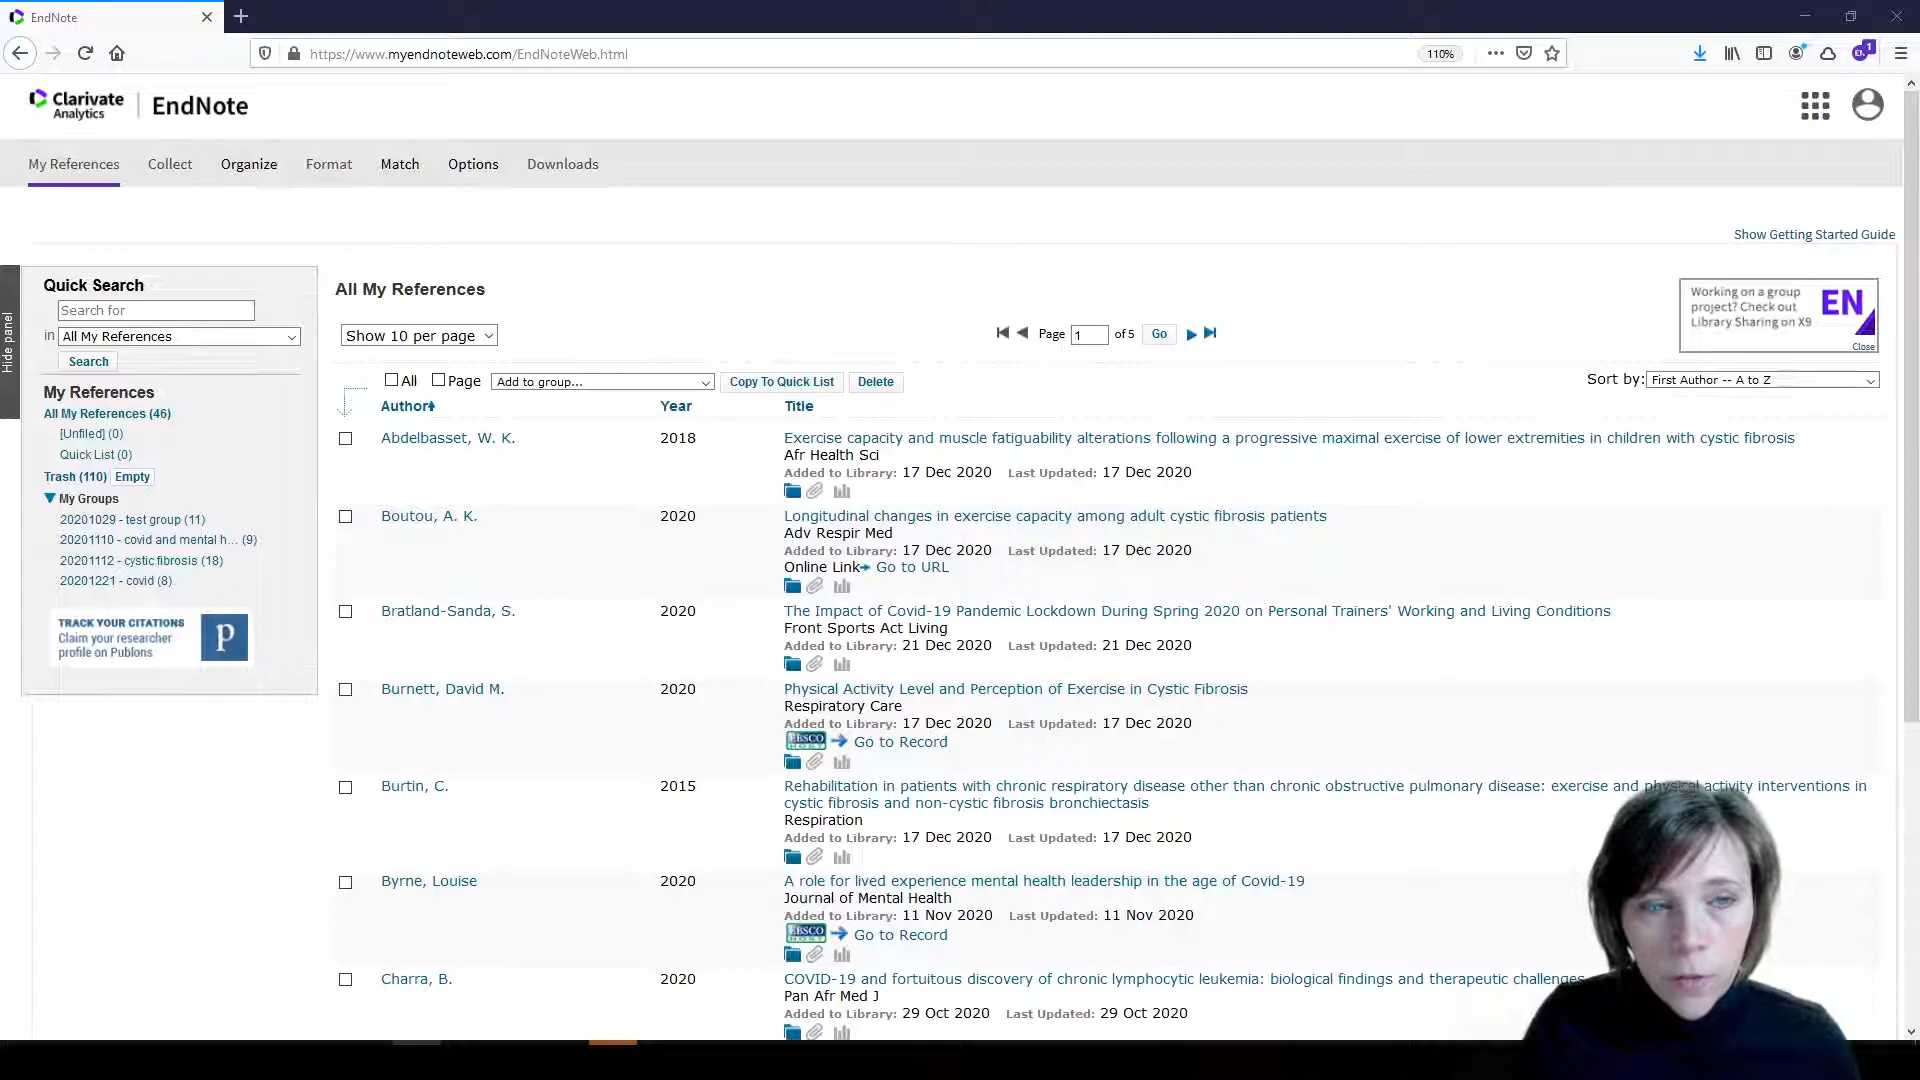 EndNote
https://www.myendnoteweb.com/EndNoteWeb.html
110%
1
Clarivate
Analytics
EndNote
My References
Collect
Organize
Format
Match
Options
Downloads
Show Getting Started Guide
Hide panel
Quick Search
Search for
in All My References
Search
My References
All My References (46)
[Unfiled] (0)
Quick List (0)
Trash (110) Empty
My Groups
20201029 - test group (11)
20201110 - covid and mental h... (9)
20201112 - cystic fibrosis (18)
20201221 - covid (8)
TRACK YOUR CITATIONS
Claim your researcher
profile on Publons
p
All My References
Show 10 per page
Page 1 of 5 Go
Working on a group
project? Check out
Library Sharing on X9
EN
Close
All Page Add to group... Copy To Quick List Delete
Sort by: First Author -- A to Z
Author Year Title
Abdelbasset, W. K. 2018 Exercise capacity and muscle fatiguability alterations following a progressive maximal exercise of lower extremities in children with cystic fibrosis
Afr Health Sci
Added to Library: 17 Dec 2020 Last Updated: 17 Dec 2020
Boutou, A. K. 2020 Longitudinal changes in exercise capacity among adult cystic fibrosis patients
Adv Respir Med
Added to Library: 17 Dec 2020 Last Updated: 17 Dec 2020
Online Link Go to URL
Bratland-Sanda, S. 2020 The Impact of Covid-19 Pandemic Lockdown During Spring 2020 on Personal Trainers' Working and Living Conditions
Front Sports Act Living
Added to Library: 21 Dec 2020 Last Updated: 21 Dec 2020
Burnett, David M. 2020 Physical Activity Level and Perception of Exercise in Cystic Fibrosis
Respiratory Care
Added to Library: 17 Dec 2020 Last Updated: 17 Dec 2020
EBSCO HOST Go to Record
Burtin, C. 2015 Rehabilitation in patients with chronic respiratory disease other than chronic obstructive pulmonary disease: exercise and physical activity interventions in
cystic fibrosis and non-cystic fibrosis bronchiectasis
Respiration
Added to Library: 17 Dec 2020 Last Updated: 17 Dec 2020
Byrne, Louise 2020 A role for lived experience mental health leadership in the age of Covid-19
Journal of Mental Health
Added to Library: 11 Nov 2020 Last Updated: 11 Nov 2020
EBSCO HOST Go to Record
Charra, B. 2020 COVID-19 and fortuitous discovery of chronic lymphocytic leukemia: biological findings and therapeutic challenges
Pan Afr Med J
Added to Library: 29 Oct 2020 Last Updated: 29 Oct 2020